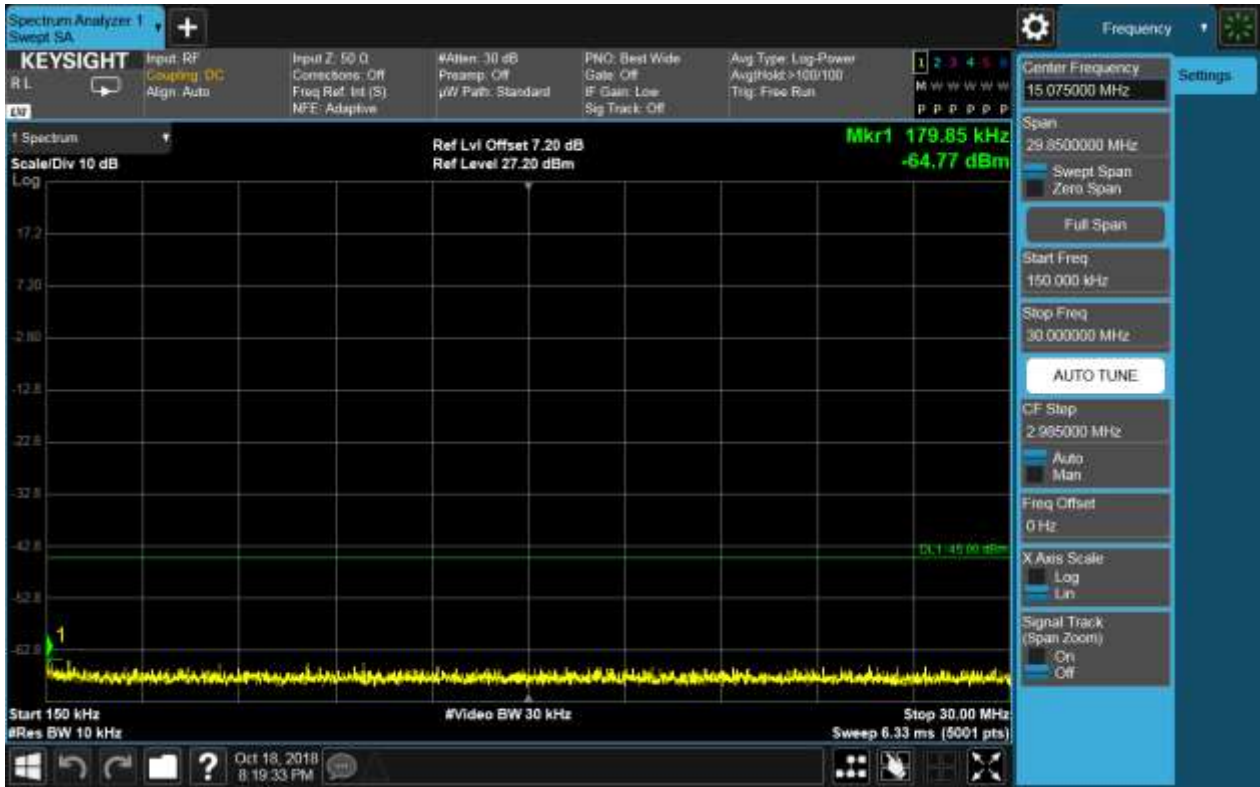 Spectrum Analyzer 1
Swept SA
+
Frequency
KEYSIGHT
R L
Input: RF
Coupling: DC
Align: Auto
Input Z: 50 Ω
Corrections: Off
Freq Ref: Int (S)
NFE: Adaptive
#Atten: 30 dB
Preamp: Off
µW Path: Standard
PNO: Best Wide
Gate: Off
IF Gain: Low
Sig Track: Off
Avg Type: Log-Power
Avg|Hold: >100/100
Trig: Free Run
1 2 3 4 5 6
M W W W W W
P P P P P P
1 Spectrum
Scale/Div 10 dB
Log
Ref Lvl Offset 7.20 dB
Ref Level 27.20 dBm
Mkr1 179.85 kHz
-64.77 dBm
17.2
7.20
-2.80
-12.8
-22.8
-32.8
-42.8
-52.8
-62.8
DL1 -45.00 dBm
1
Start 150 kHz
#Res BW 10 kHz
#Video BW 30 kHz
Stop 30.00 MHz
Sweep 6.33 ms (5001 pts)
?
Oct 18, 2018
8:19:33 PM
Center Frequency
15.075000 MHz
Settings
Span
29.8500000 MHz
Swept Span
Zero Span
Full Span
Start Freq
150.000 kHz
Stop Freq
30.000000 MHz
AUTO TUNE
CF Step
2.985000 MHz
Auto
Man
Freq Offset
0 Hz
X Axis Scale
Log
Lin
Signal Track
(Span Zoom)
On
Off